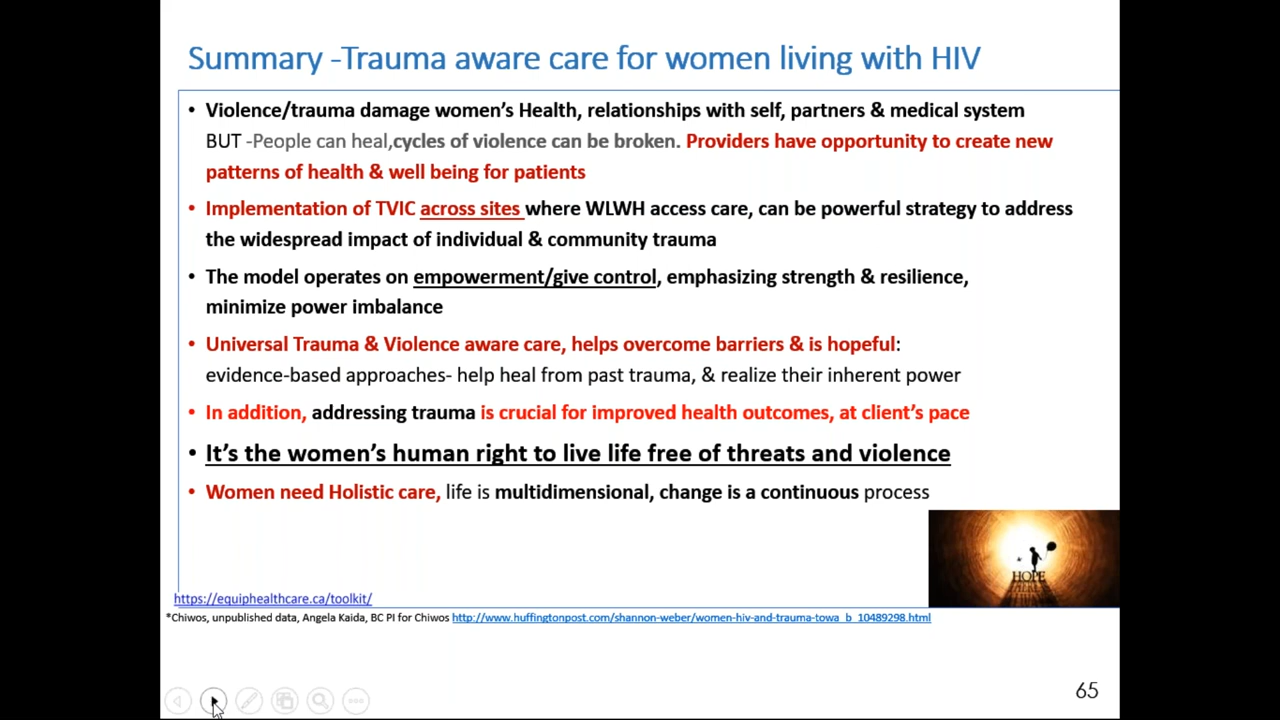 Summary -Trauma aware care for women living with HIV
• Violence/trauma damage women's Health, relationships with self, partners & medical system
BUT -People can heal,cycles of violence can be broken. Providers have opportunity to create new
patterns of health & well being for patients
• Implementation of TVIC across sites where WLWH access care, can be powerful strategy to address
the widespread impact of individual & community trauma
• The model operates on empowerment/give control, emphasizing strength & resilience,
minimize power imbalance
• Universal Trauma & Violence aware care, helps overcome barriers & is hopeful:
evidence-based approaches- help heal from past trauma, & realize their inherent power
• In addition, addressing trauma is crucial for improved health outcomes, at client's pace
• It's the women's human right to live life free of threats and violence
• Women need Holistic care, life is multidimensional, change is a continuous process
HOPE
https://equiphealthcare.ca/toolkit/
*Chiwos, unpublished data, Angela Kaida, BC PI for Chiwos http://www.huffingtonpost.com/shannon-weber/women-hiv-and-trauma-towa_b_10489298.html
65